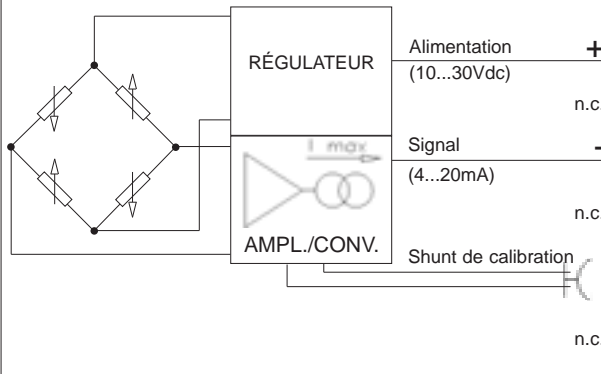 RÉGULATEUR
Alimentation +
(10...30Vdc)
n.c.
I max
Signal -
(4...20mA)
n.c.
AMPL./CONV.
Shunt de calibration
n.c.